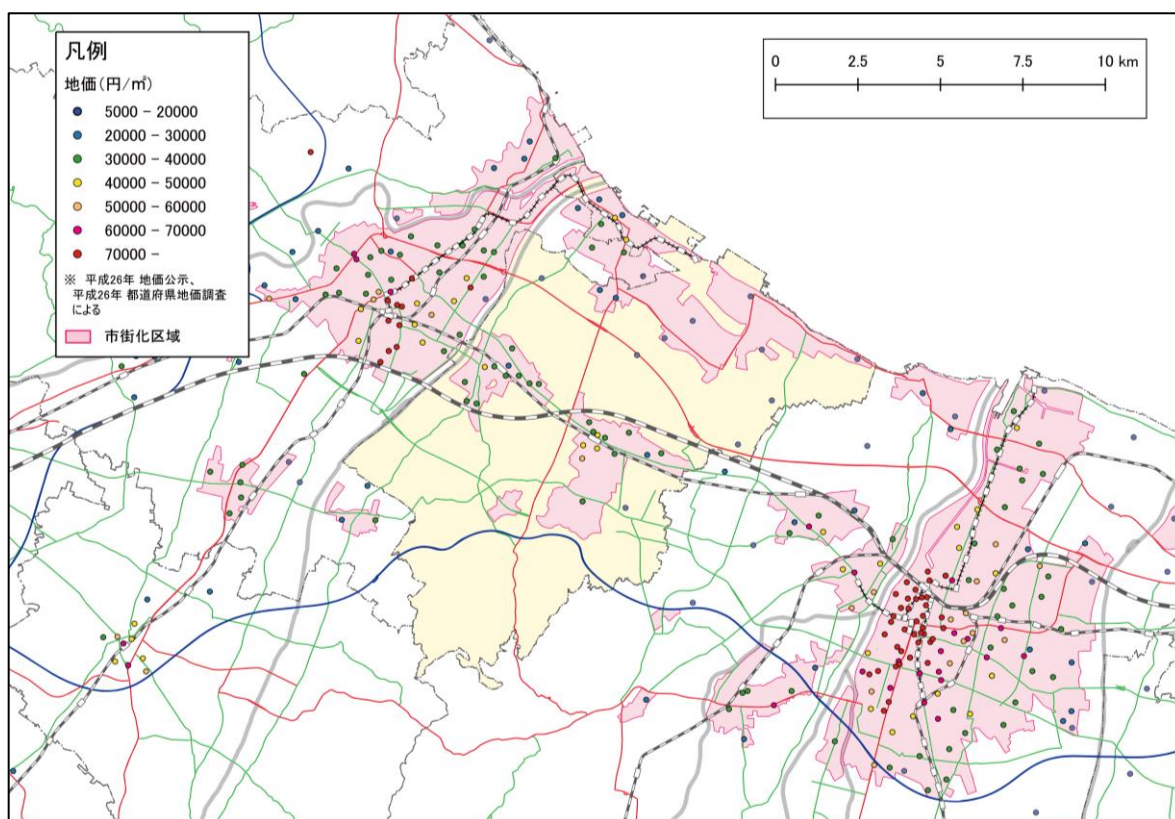 凡例
地価(円/㎡)
5000 － 20000
20000 － 30000
30000 － 40000
40000 － 50000
50000 － 60000
60000 － 70000
70000 －
※ 平成26年 地価公示、
平成26年 都道府県地価調査
による
市街化区域
0 2.5 5 7.5 10 km